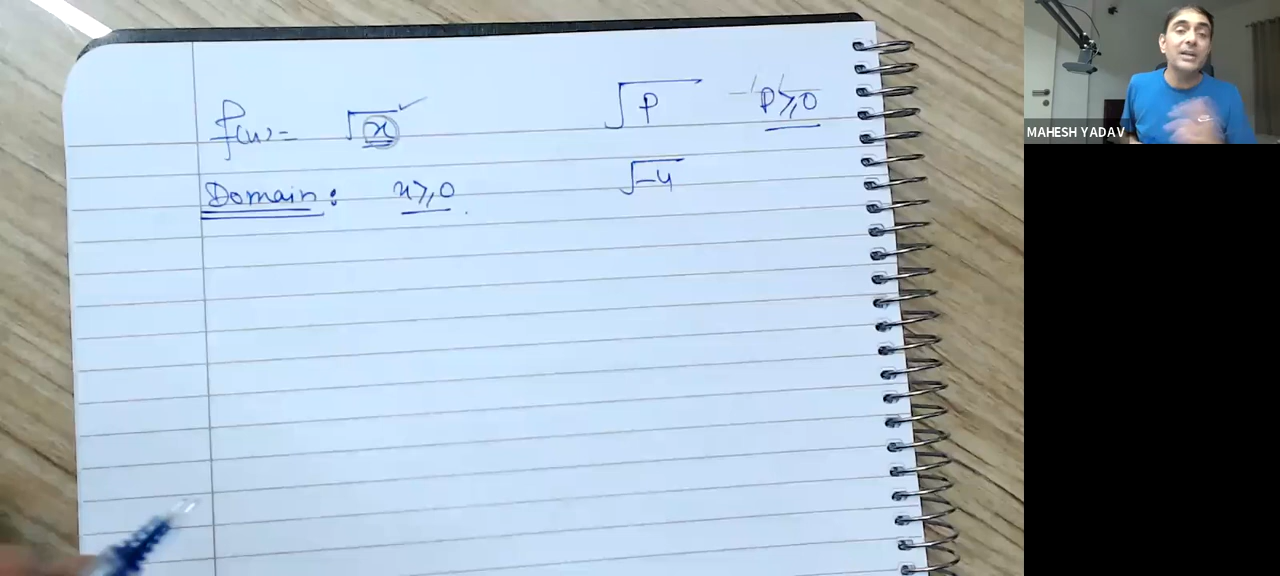 f(x) = √x ✓
Domain : x ≥ 0
√p p ≥ 0
√-4
MAHESH YADAV